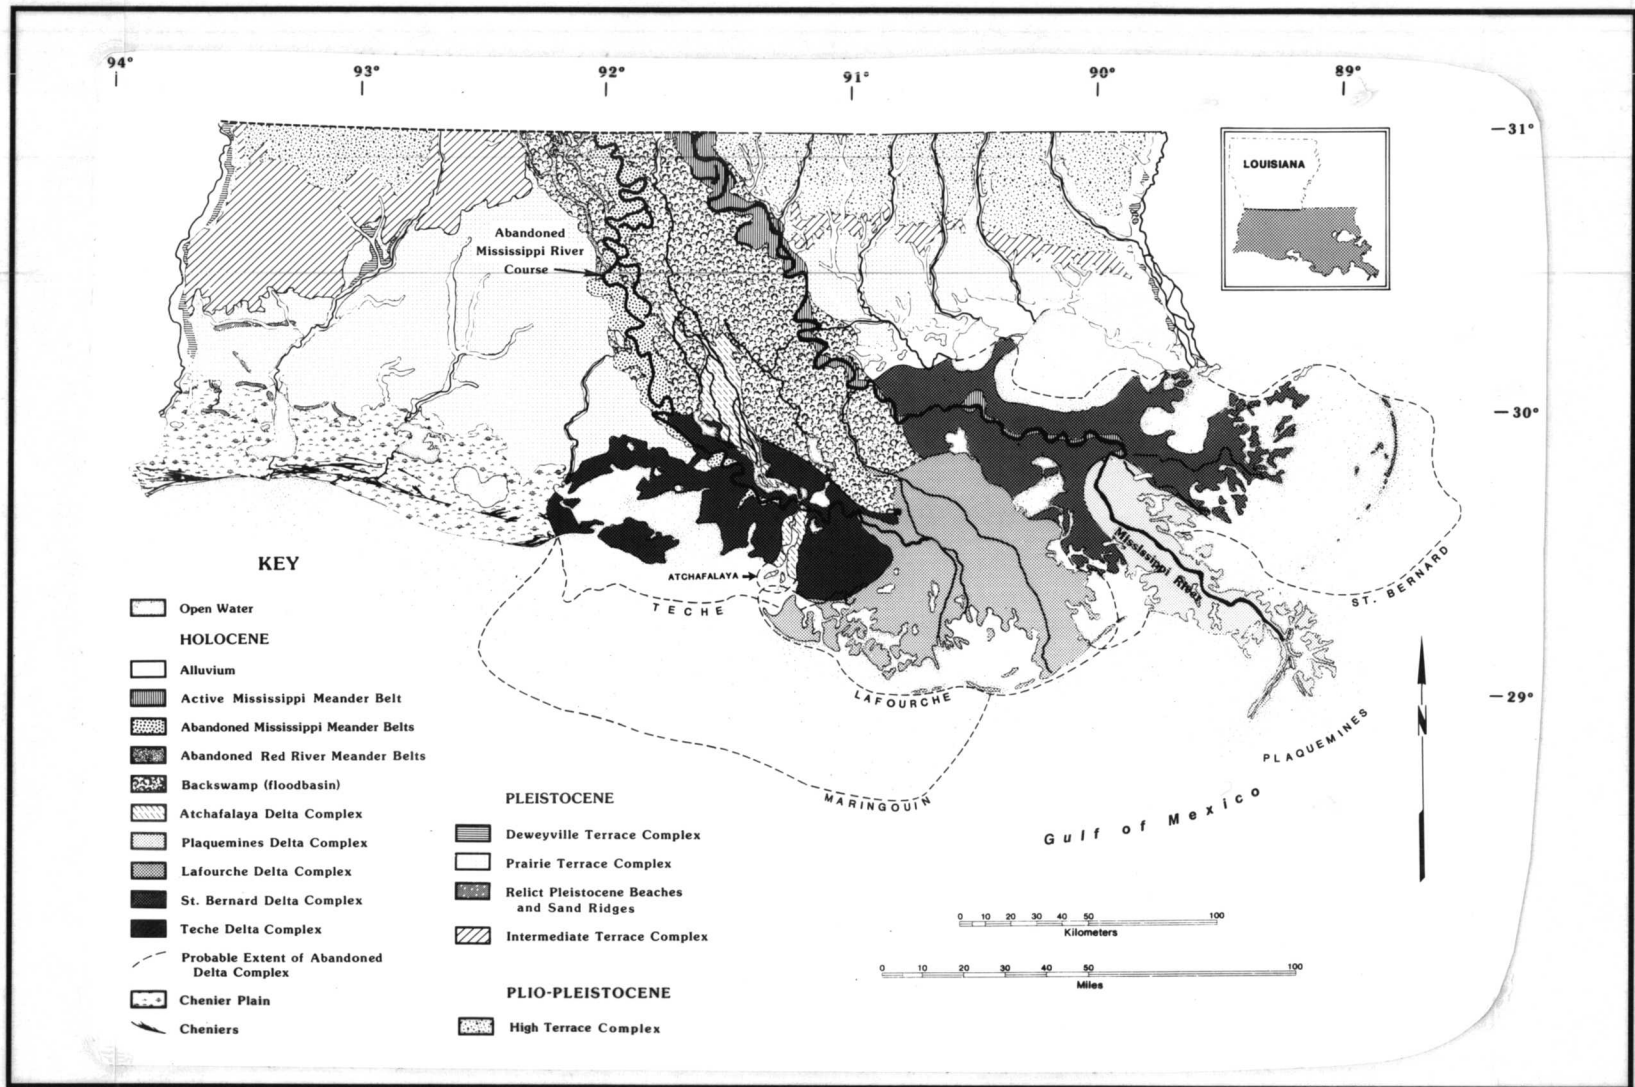 94°
93°
92°
91°
90°
89°
—31°
LOUISIANA
Abandoned
Mississippi River
Course
—30°
Mississippi River
ATCHAFALAYA
TECHE
ST. BERNARD
LAFOURCHE
—29°
N
PLAQUEMINES
MARINGOUIN
Gulf of Mexico
KEY
Open Water
HOLOCENE
Alluvium
Active Mississippi Meander Belt
Abandoned Mississippi Meander Belts
Abandoned Red River Meander Belts
Backswamp (floodbasin)
Atchafalaya Delta Complex
Plaquemines Delta Complex
Lafourche Delta Complex
St. Bernard Delta Complex
Teche Delta Complex
Probable Extent of Abandoned
Delta Complex
Chenier Plain
Cheniers
PLEISTOCENE
Deweyville Terrace Complex
Prairie Terrace Complex
Relict Pleistocene Beaches
and Sand Ridges
Intermediate Terrace Complex
PLIO-PLEISTOCENE
High Terrace Complex
0 10 20 30 40 50 100
Kilometers
0 10 20 30 40 50 100
Miles